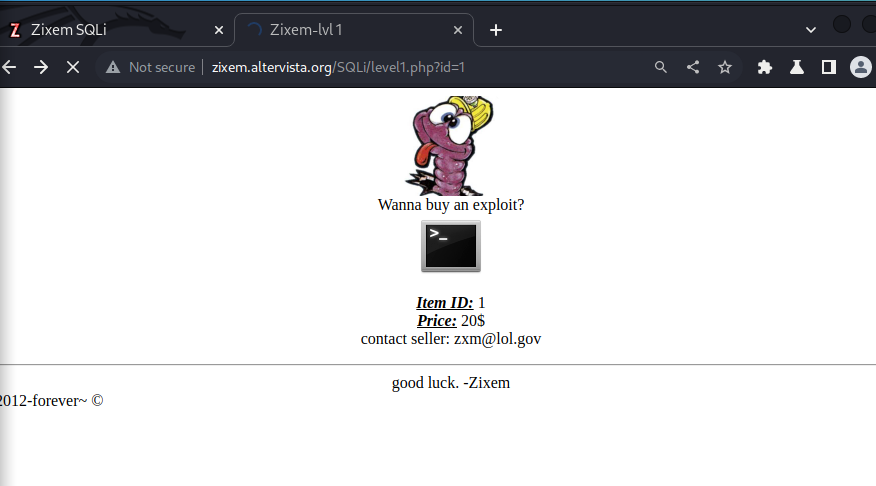 Z Zixem SQLi
Zixem-lvl 1
Not secure | zixem.altervista.org/SQLi/level1.php?id=1
Wanna buy an exploit?
>_
Item ID: 1
Price: 20$
contact seller: zxm@lol.gov
good luck. -Zixem
2012-forever~ ©